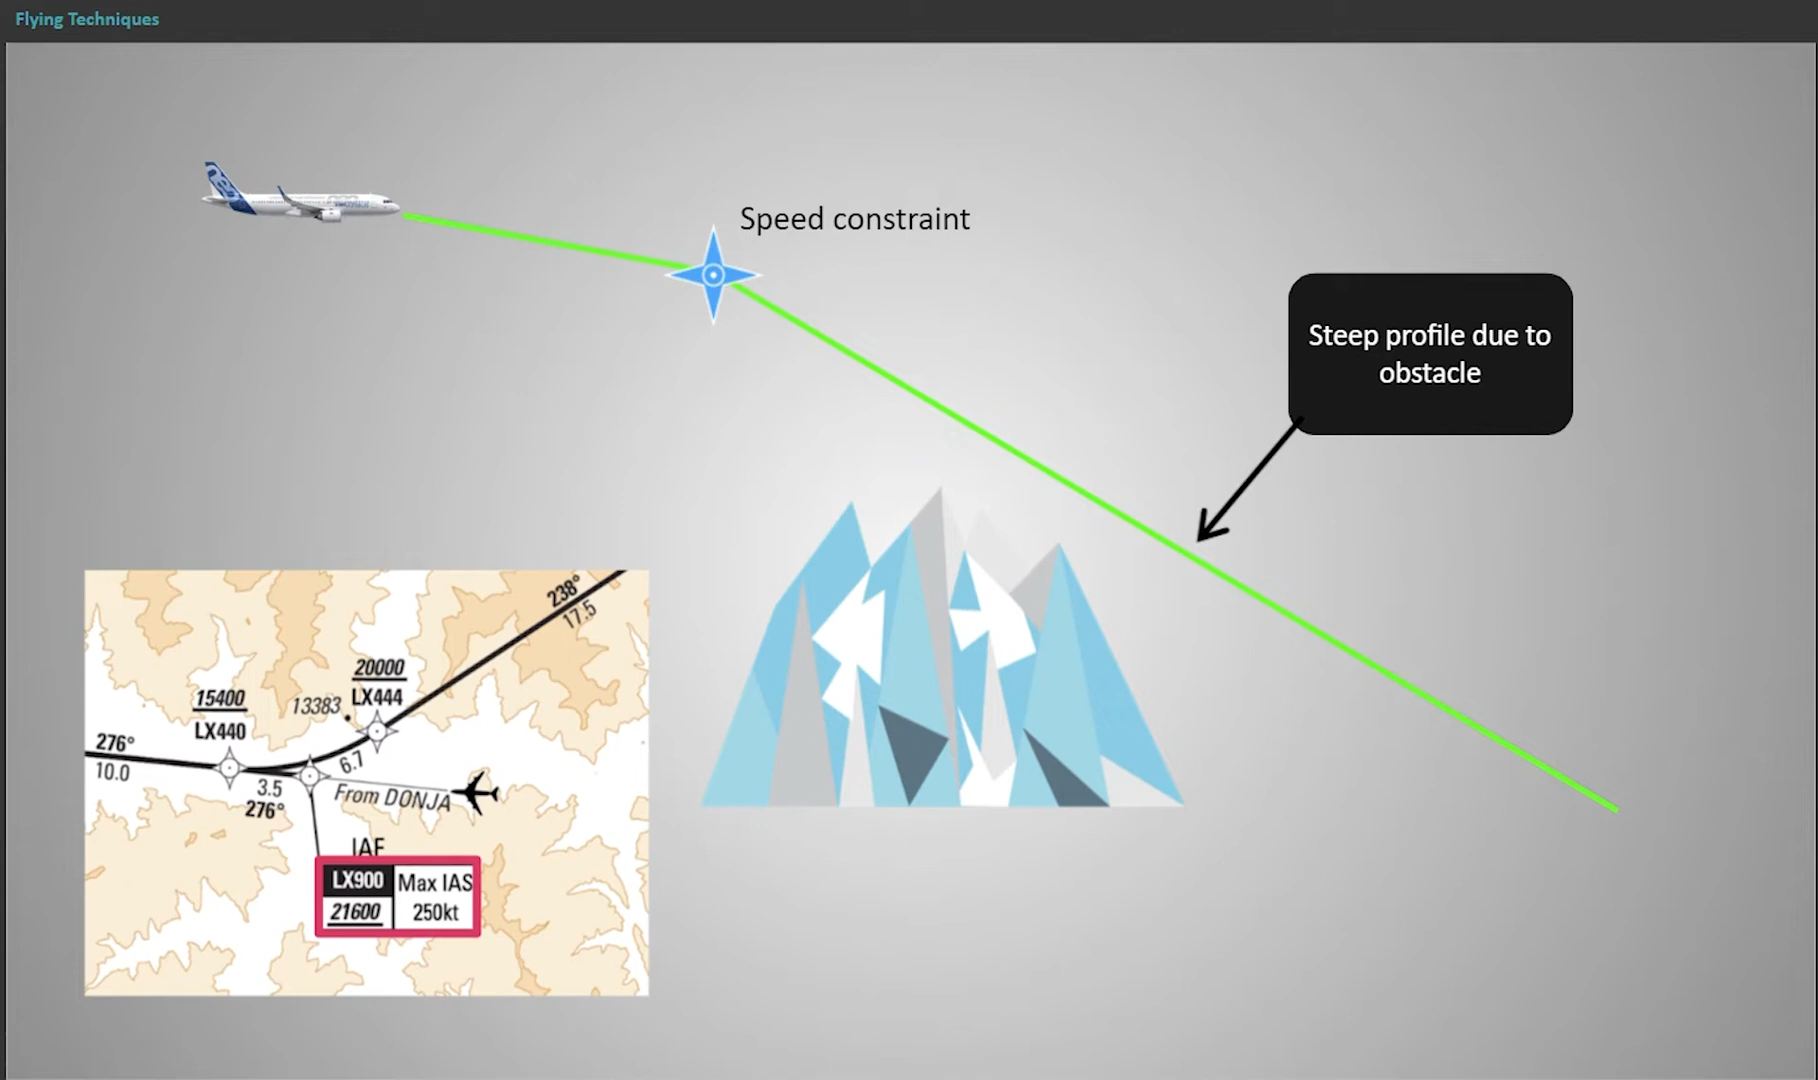 Flying Techniques
Speed constraint
Steep profile due to
obstacle
238°
17.5
20000
LX444
13383
15400
LX440
276°
10.0
6.7
3.5
276°
From DONJA
IAF
LX900
Max IAS
21600
250kt